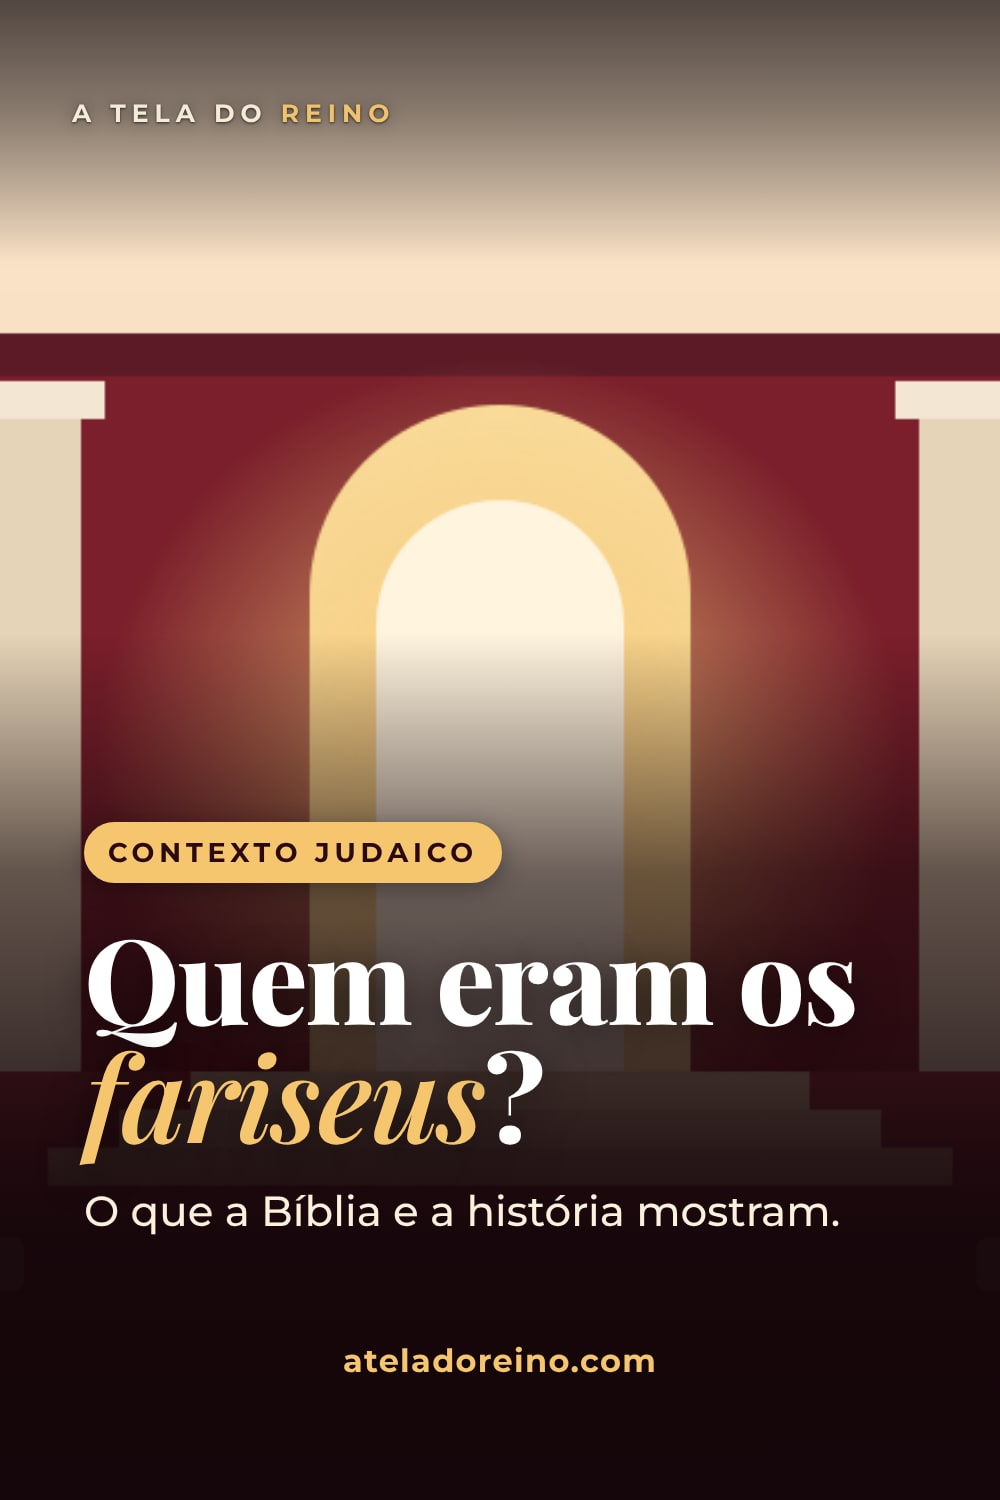 A TELA DO REINO
CONTEXTO JUDAICO
Quem eram os
fariseus?
O que a Bíblia e a história mostram.
ateladoreino.com